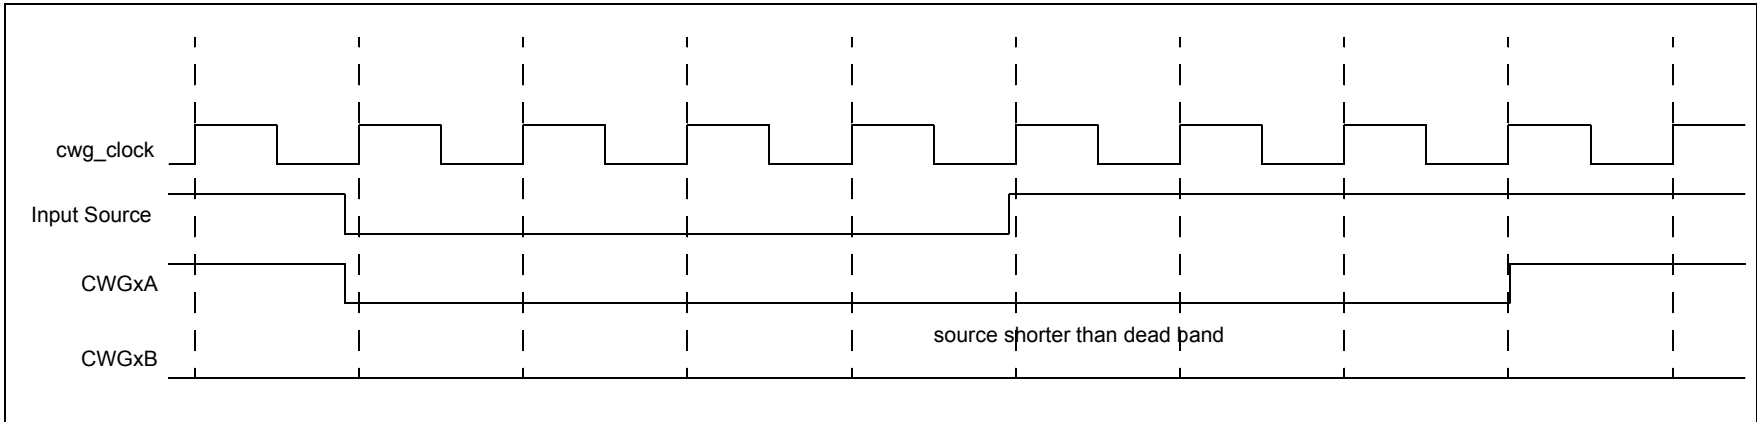 cwg_clock
Input Source
CWGxA
source shorter than dead band
CWGxB